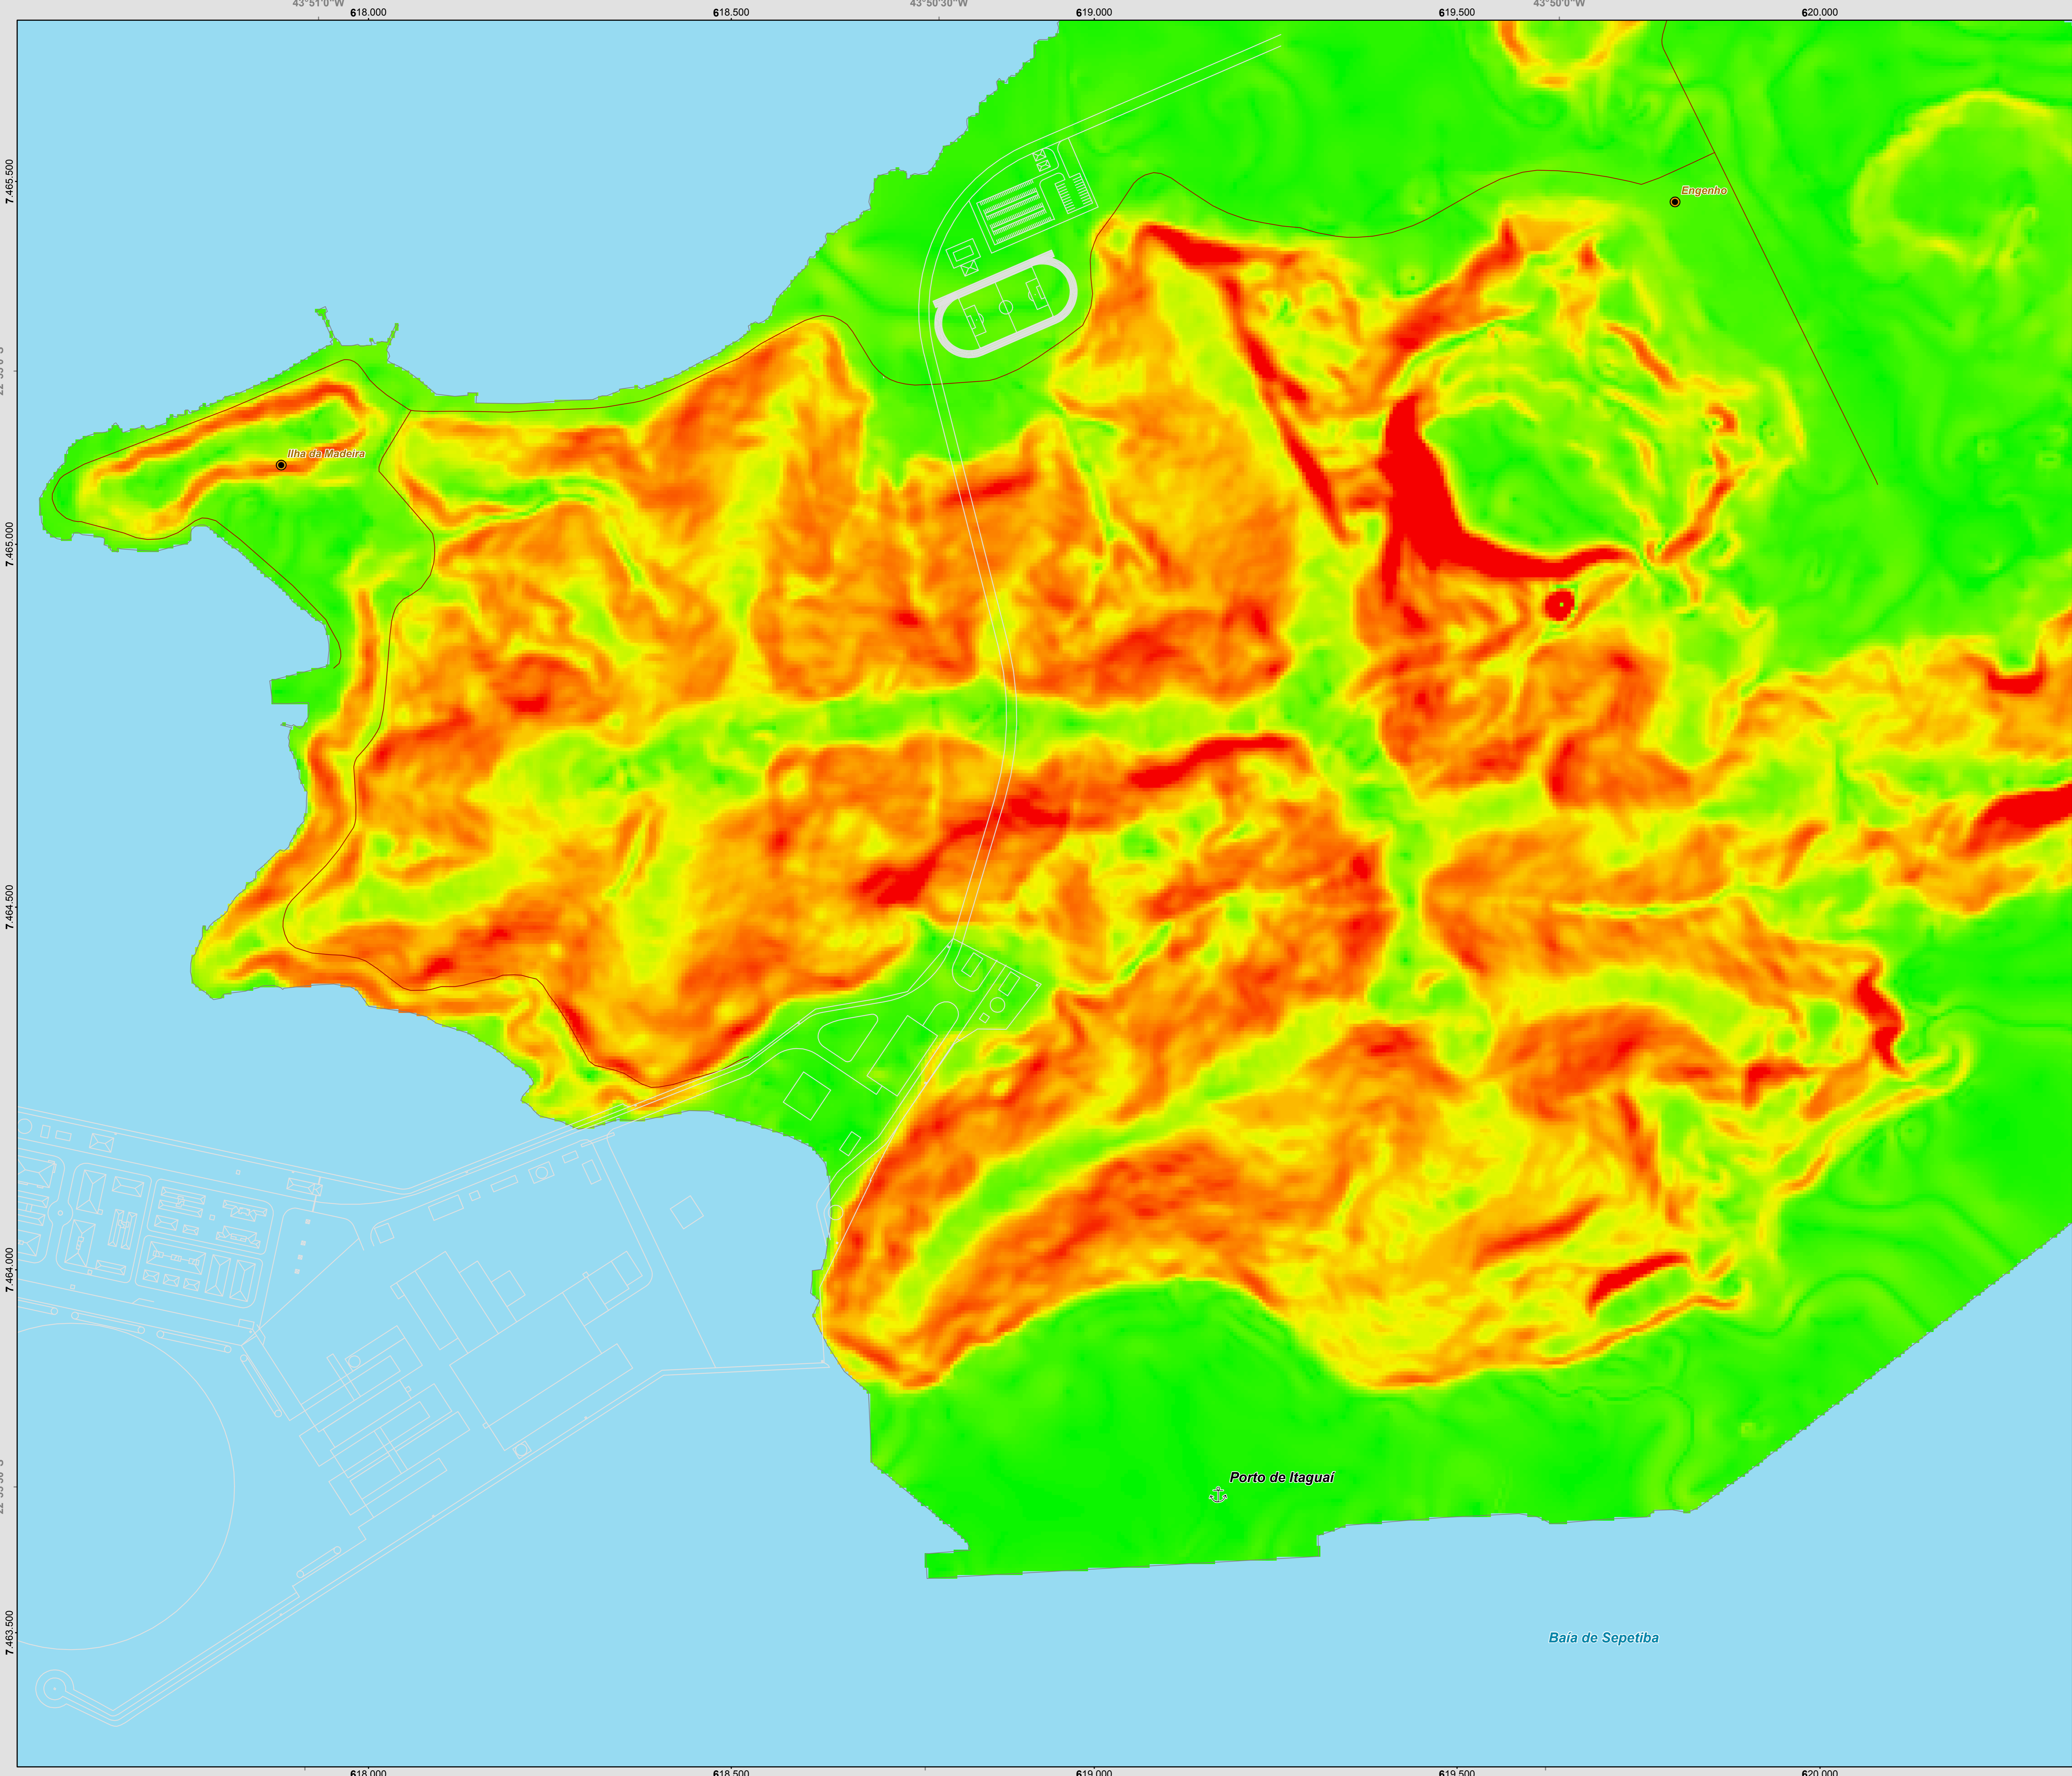 43°51'0"W
43°50'30"W
43°50'0"W
618.000
618.500
619.000
619.500
620.000
7.465.500
Engenho
Ilha da Madeira
7.465.000
7.464.500
7.464.000
Porto de Itaguaí
7.463.500
Baía de Sepetiba
618.000
618.500
619.000
619.500
620.000